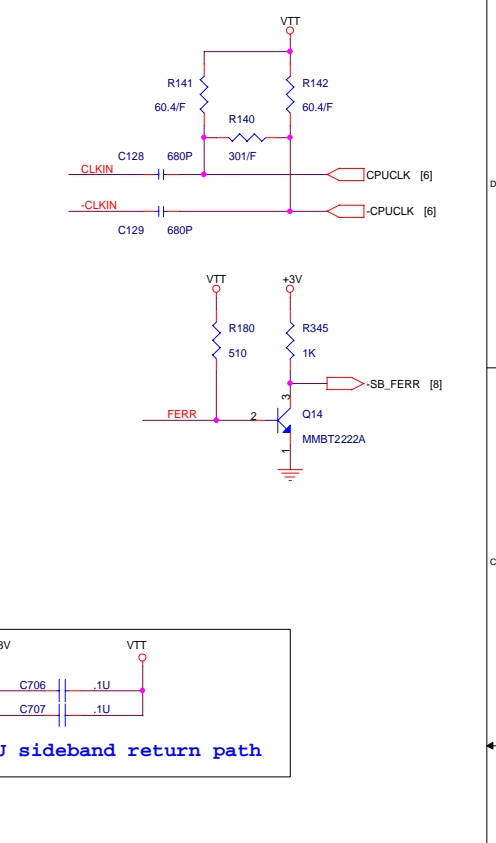 VTT
R141
R142
60.4/F
60.4/F
R140
301/F
C128
680P
CLKIN
CPUCLK [6]
-CLKIN
-CPUCLK [6]
C129
680P
D
VTT
+3V
R180
R345
510
1K
-SB_FERR [8]
3
FERR
2
Q14
MMBT2222A
1
C
VTT
C706
.1U
C707
.1U
sideband return path